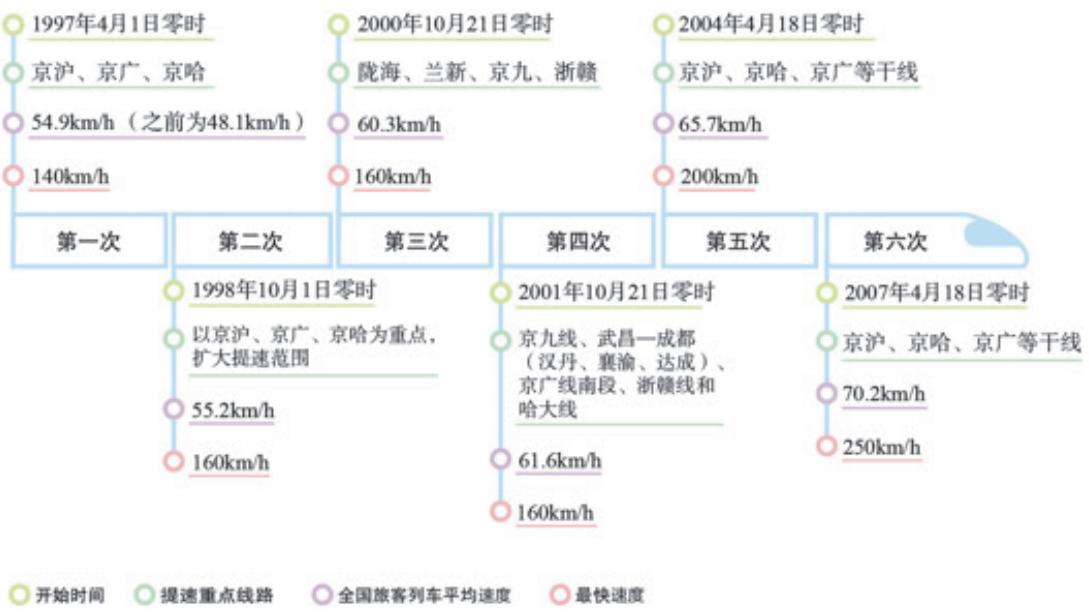 1997年4月1日零时
京沪、京广、京哈
54.9km/h（之前为48.1km/h）
140km/h
2000年10月21日零时
陇海、兰新、京九、浙赣
60.3km/h
160km/h
2004年4月18日零时
京沪、京哈、京广等干线
65.7km/h
200km/h
第一次
第二次
第三次
第四次
第五次
第六次
1998年10月1日零时
以京沪、京广、京哈为重点，
扩大提速范围
55.2km/h
160km/h
2001年10月21日零时
京九线、武昌—成都
（汉丹、襄渝、达成）、
京广线南段、浙赣线和
哈大线
61.6km/h
160km/h
2007年4月18日零时
京沪、京哈、京广等干线
70.2km/h
250km/h
开始时间
提速重点线路
全国旅客列车平均速度
最快速度